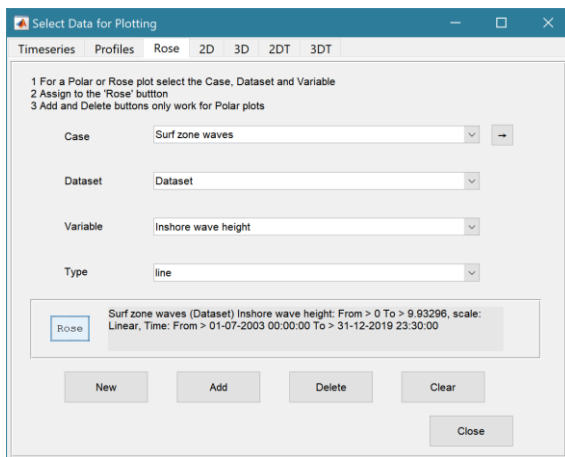 Select Data for Plotting
Timeseries Profiles Rose 2D 3D 2DT 3DT
1 For a Polar or Rose plot select the Case, Dataset and Variable
2 Assign to the 'Rose' buttton
3 Add and Delete buttons only work for Polar plots
Case Surf zone waves →
Dataset Dataset
Variable Inshore wave height
Type line
Rose Surf zone waves (Dataset) Inshore wave height: From > 0 To > 9.93296, scale:
Linear, Time: From > 01-07-2003 00:00:00 To > 31-12-2019 23:30:00
New Add Delete Clear
Close